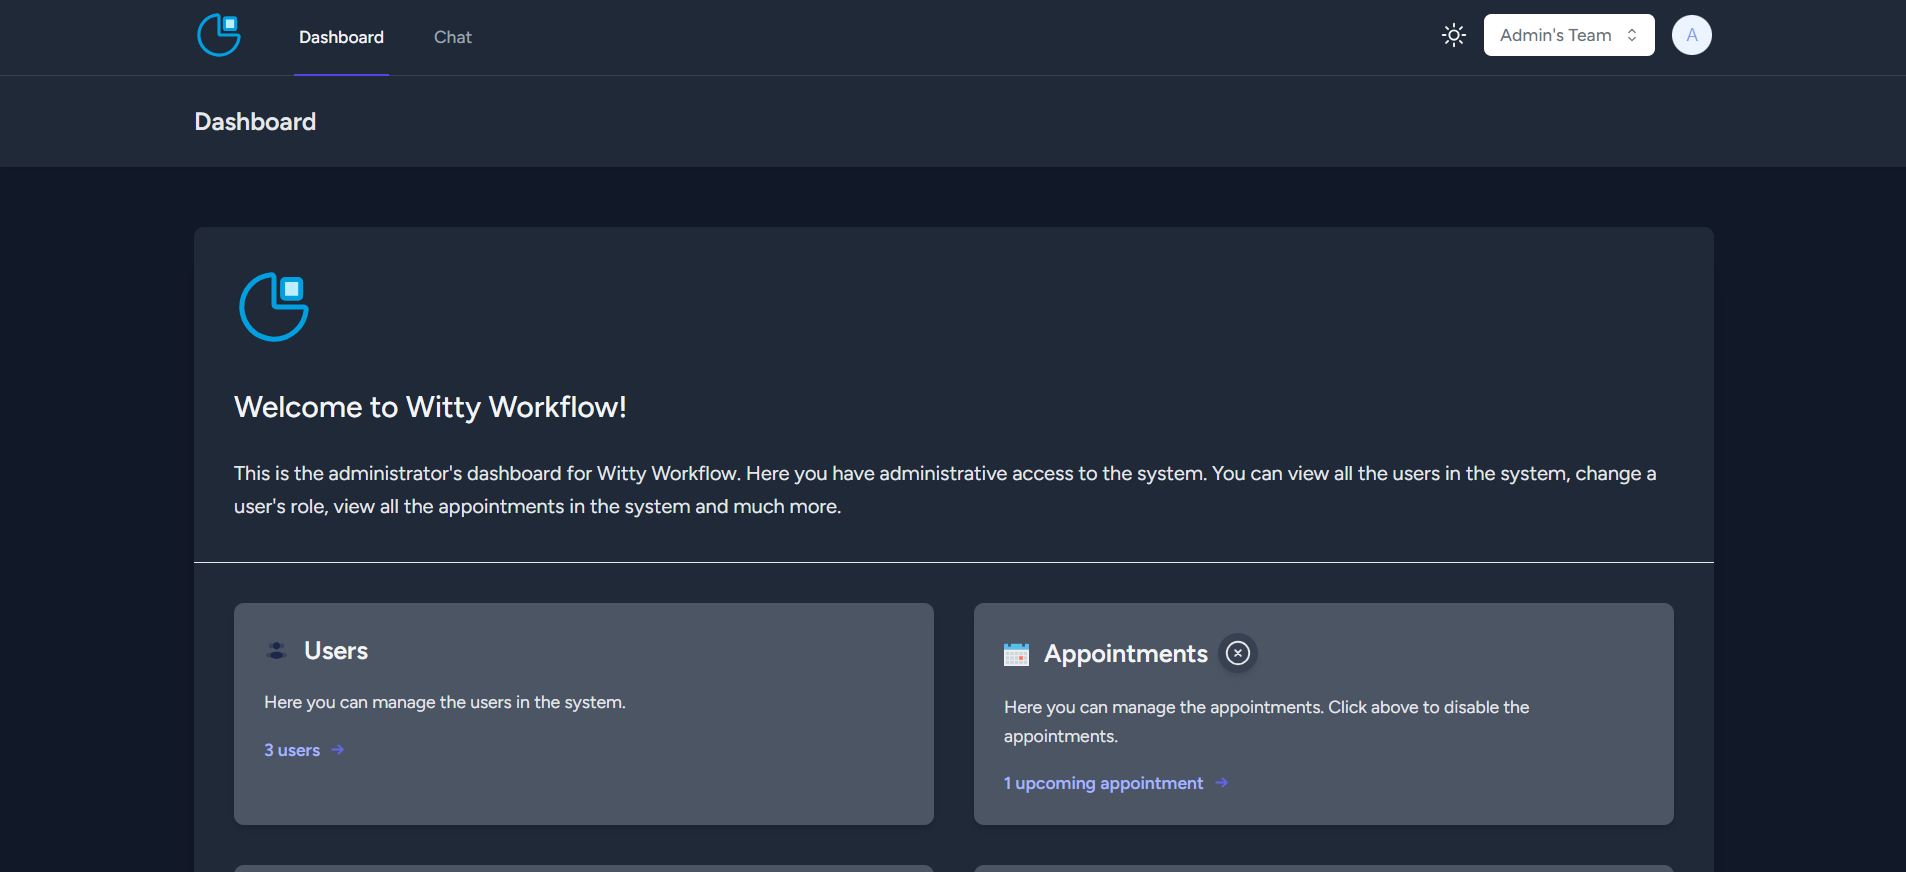 Dashboard
Chat
Admin's Team
A
Dashboard
Welcome to Witty Workflow!
This is the administrator's dashboard for Witty Workflow. Here you have administrative access to the system. You can view all the users in the system, change a
user's role, view all the appointments in the system and much more.
Users
Here you can manage the users in the system.
3 users
Appointments
Here you can manage the appointments. Click above to disable the
appointments.
1 upcoming appointment